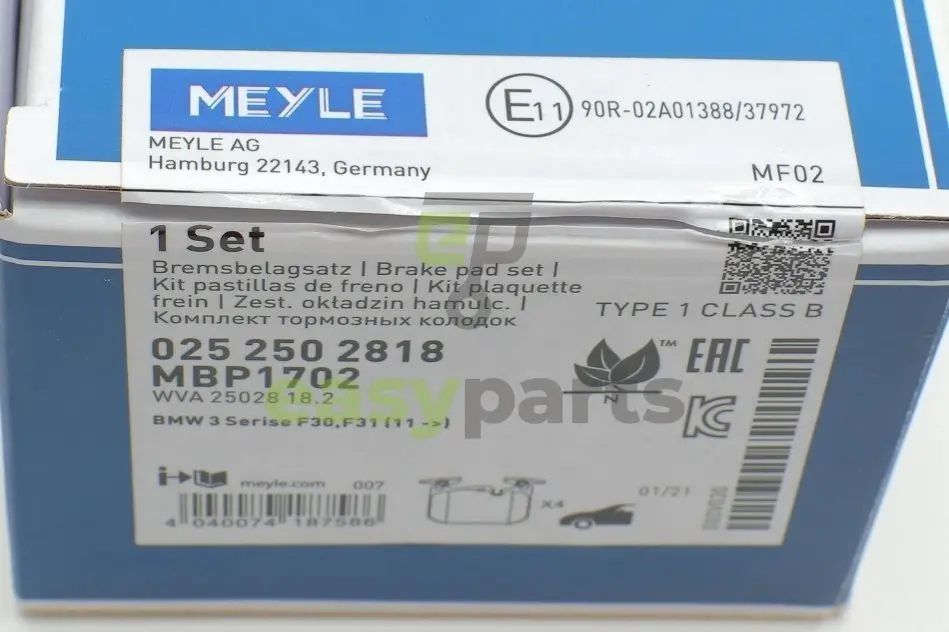 MEYLE
MEYLE AG
Hamburg 22143, Germany
E11 90R-02A01388/37972
MF02
1 Set
Bremsbelagsatz | Brake pad set |
Kit pastillas de freno | Kit plaquette
frein | Zest. okładzin hamulc. |
Комплект тормозных колодок
TYPE 1 CLASS B
025 250 2818
MBP1702
WVA 25028 18.2
BMW 3 Serise F30,F31 (11 ->)
TM
N
EAC
KC
easyparts
i
meyle.com 007
4 040074 187586
X4
01/21